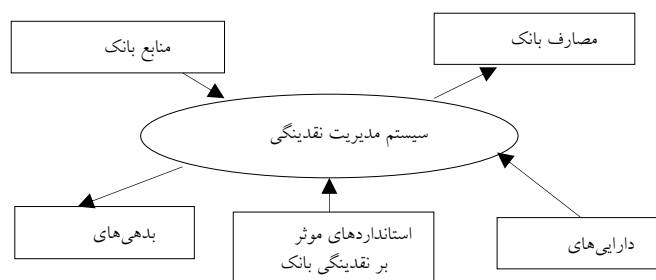 مصارف بانک
منابع بانک
سیستم مدیریت نقدینگی
بدهی‌های
استانداردهای موثر
بر نقدینگی بانک
دارایی‌های